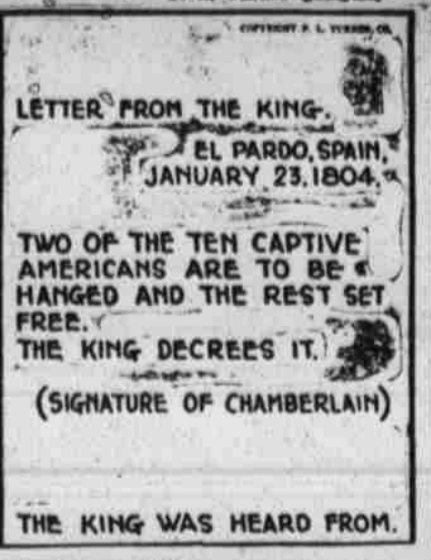 COPYRIGHT P. L. TURNER, CO.
LETTER FROM THE KING.
EL PARDO, SPAIN,
JANUARY 23, 1804.
TWO OF THE TEN CAPTIVE
AMERICANS ARE TO BE
HANGED AND THE REST SET
FREE.
THE KING DECREES IT.
(SIGNATURE OF CHAMBERLAIN)
THE KING WAS HEARD FROM.